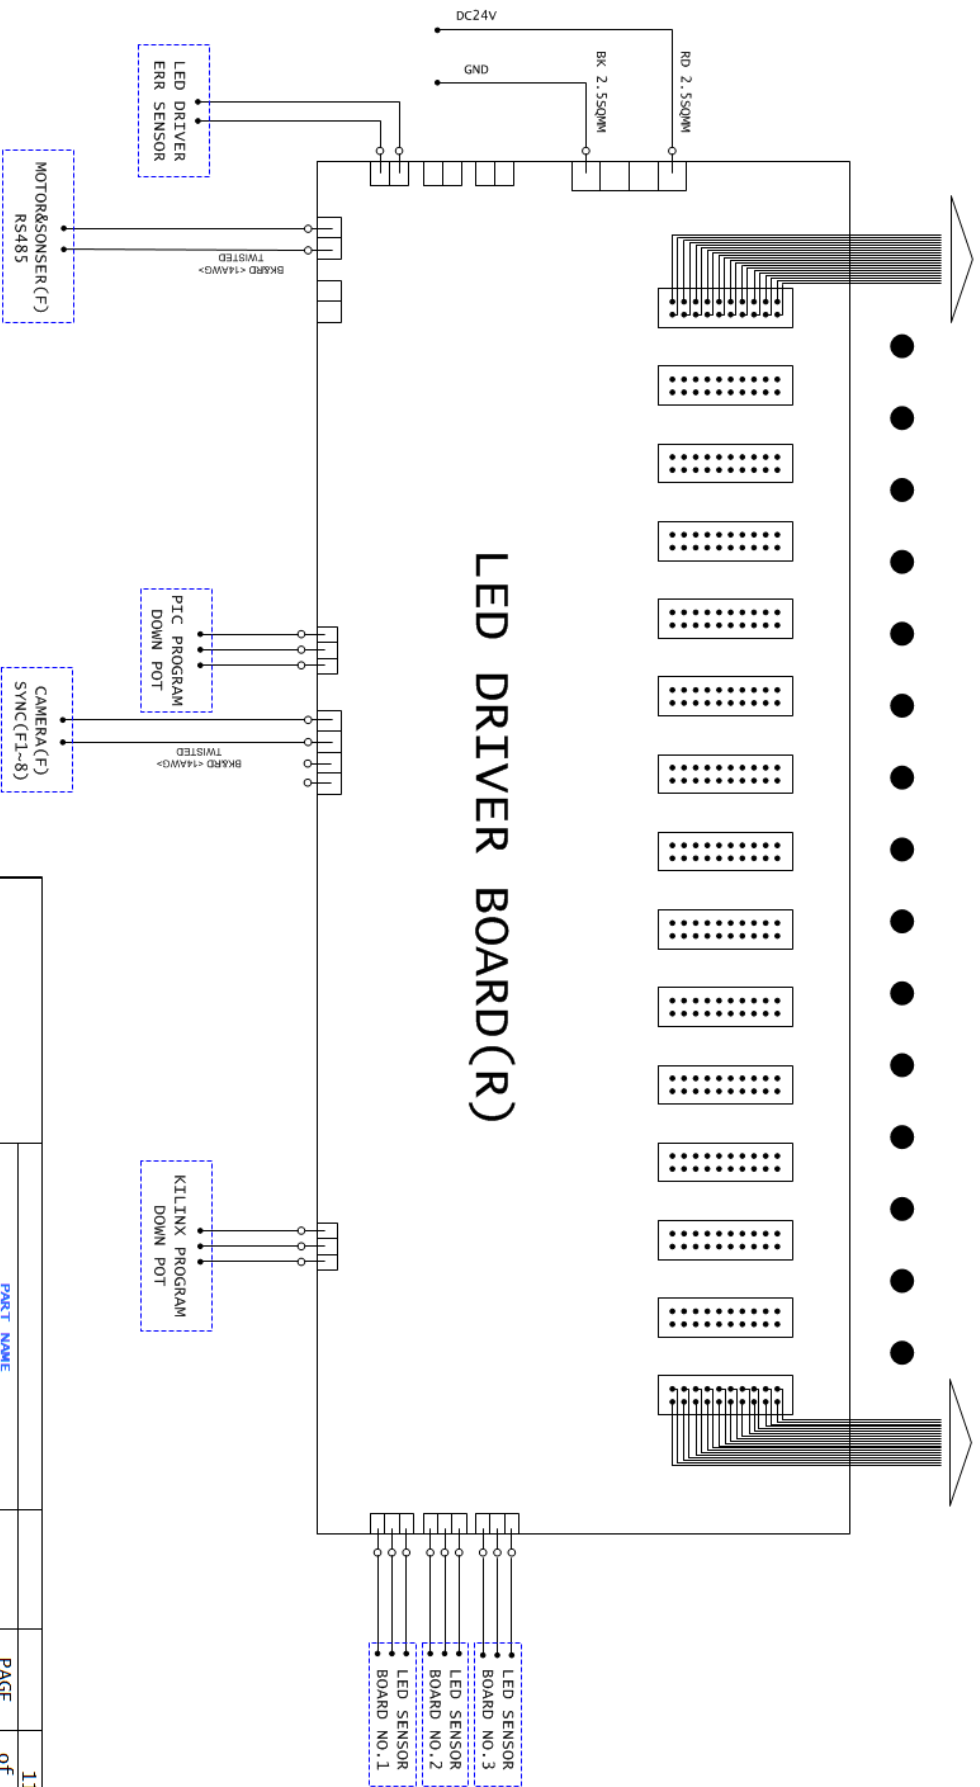 DC24V
GND
RD 2.5SQMM
BK 2.5SQMM
LED DRIVER
ERR SENSOR
MOTOR&SONSER(F)
RS485
TWISTED
BK&RD <14AWG>
LED DRIVER BOARD(R)
PIC PROGRAM
DOWN POT
CAMERA(F)
SYNC(F1~8)
TWISTED
BK&RD <14AWG>
KILINX PROGRAM
DOWN POT
LED SENSOR
BOARD NO.3
LED SENSOR
BOARD NO.2
LED SENSOR
BOARD NO.1
PART NAME
PAGE
of